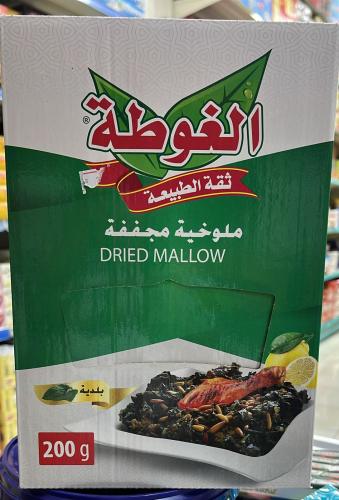 الغوطة
®
ثقة الطبيعة
ملوخية مجففة
DRIED MALLOW
بلدية
200 g